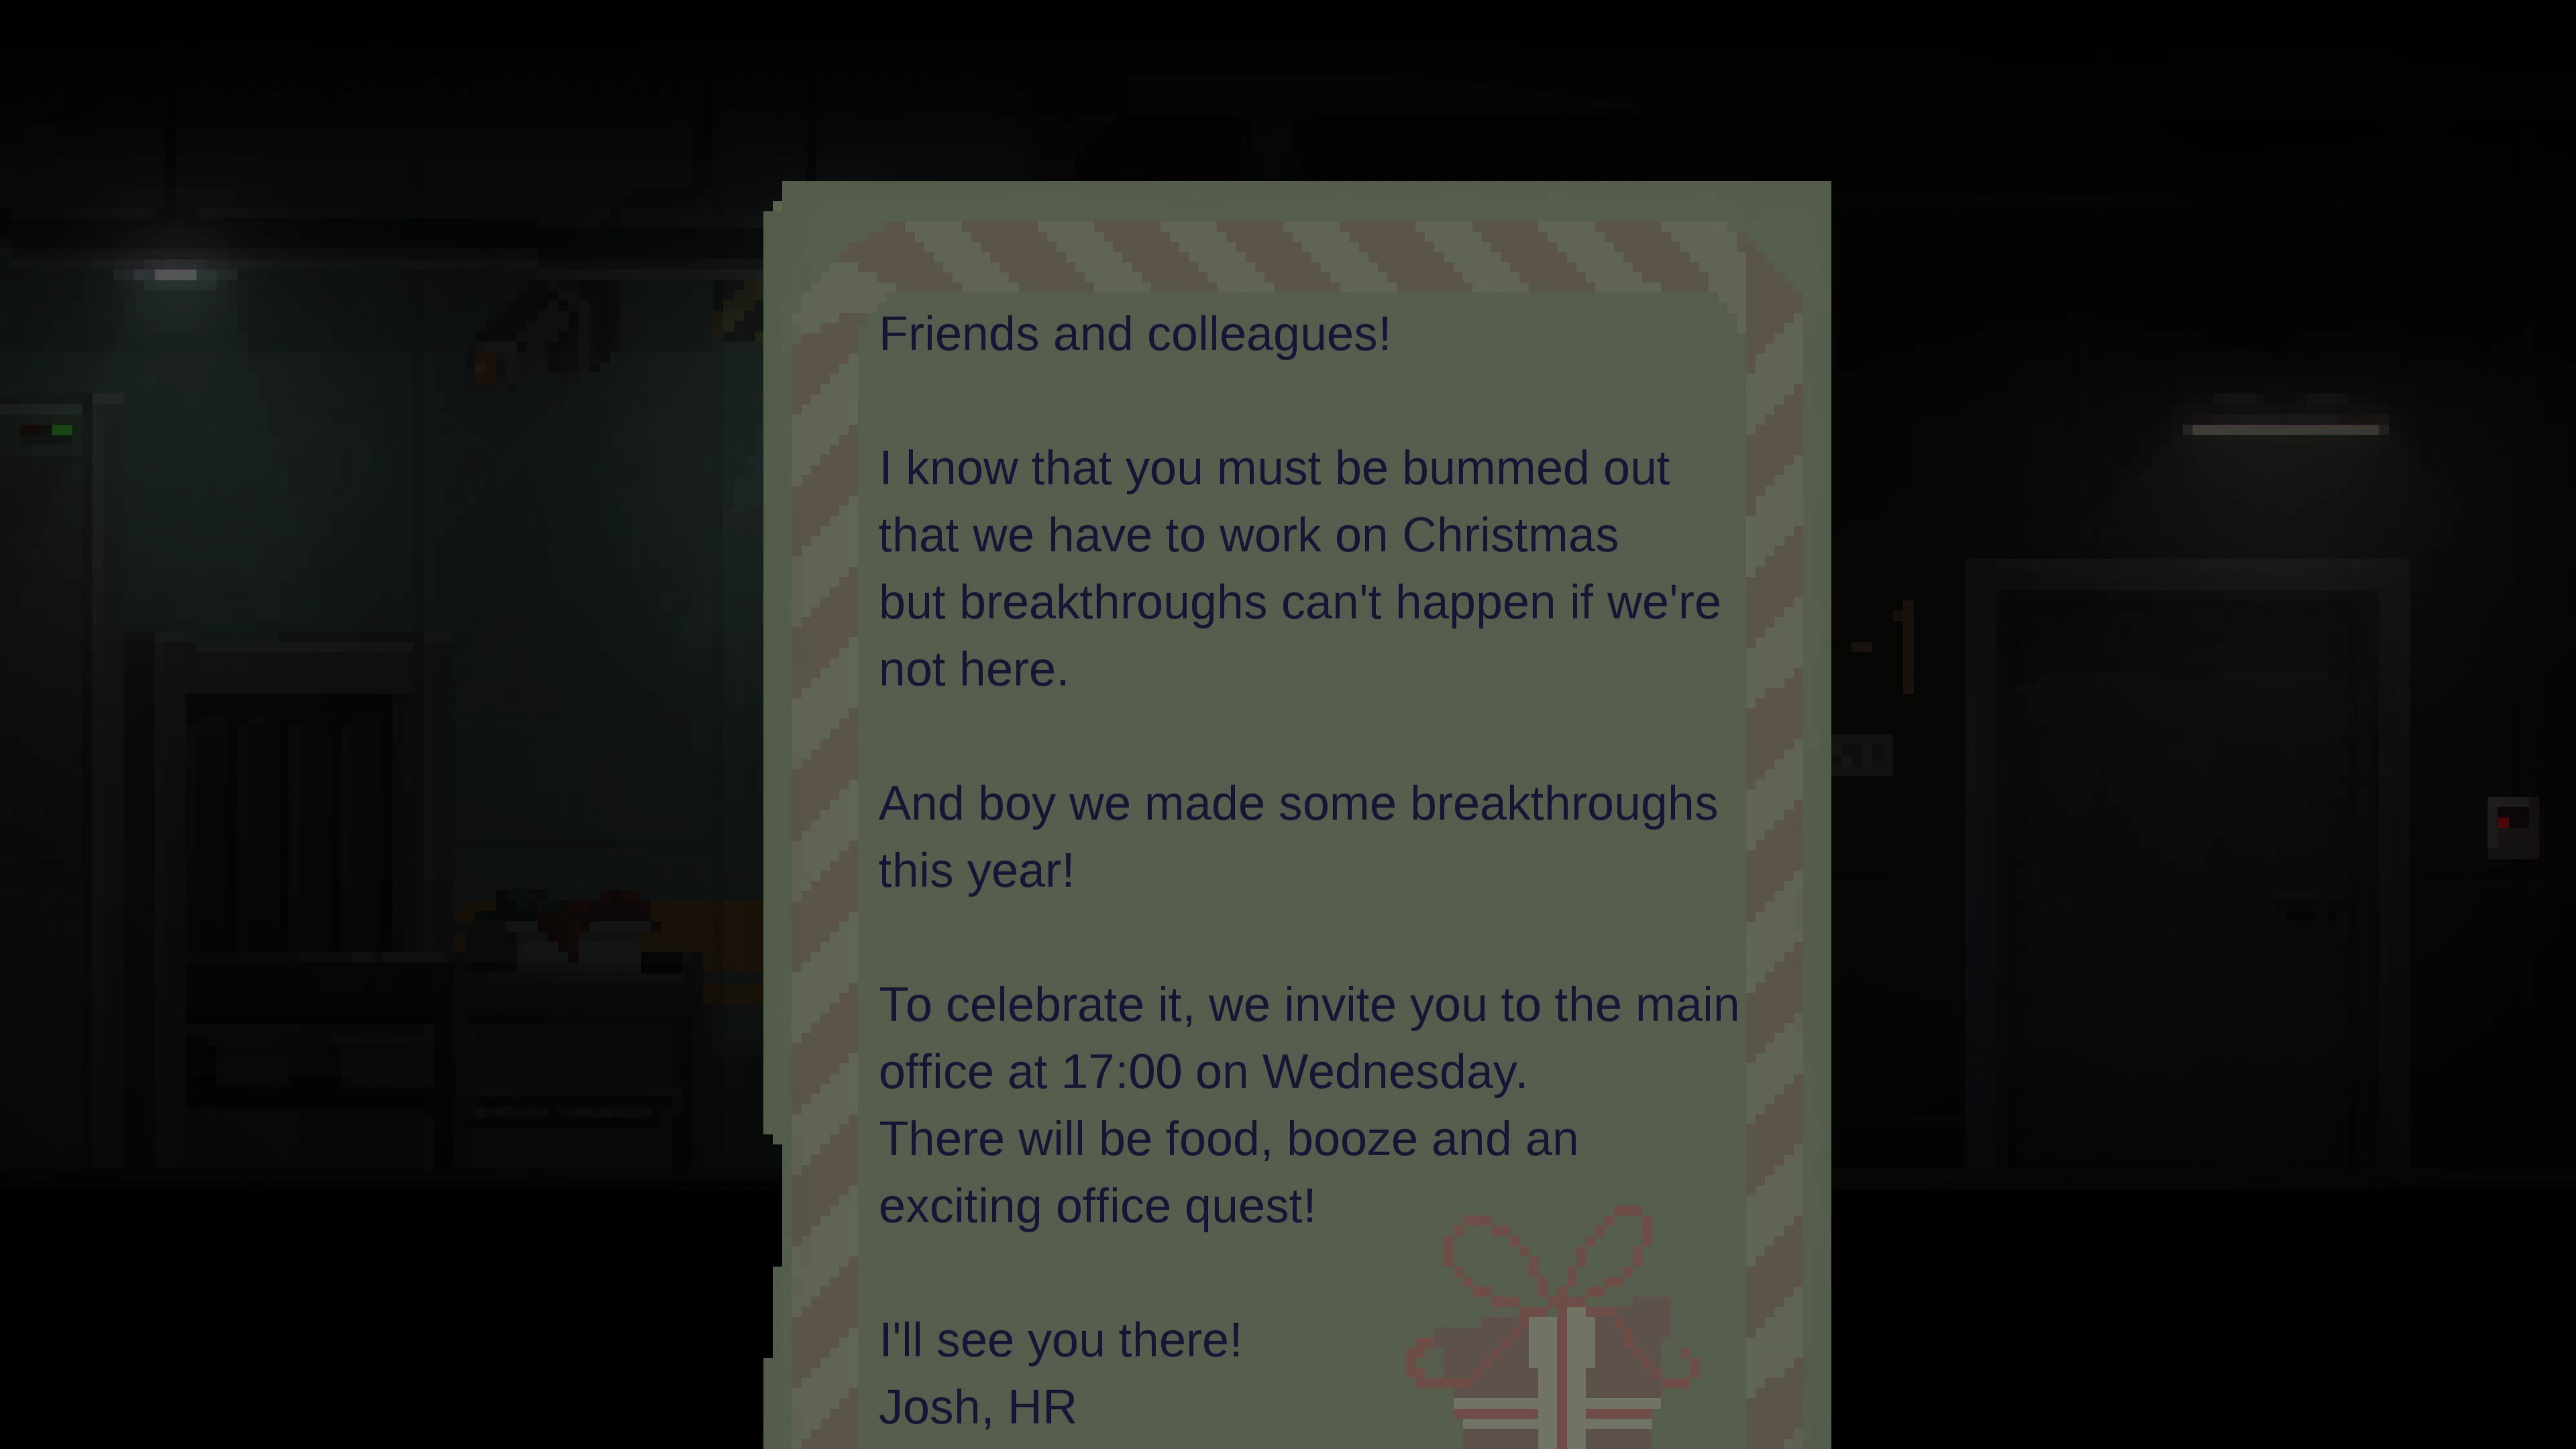 Friends and colleagues!
I know that you must be bummed out
that we have to work on Christmas
but breakthroughs can't happen if we're
not here.
And boy we made some breakthroughs
this year!
To celebrate it, we invite you to the main
office at 17:00 on Wednesday.
There will be food, booze and an
exciting office quest!
I'll see you there!
Josh, HR